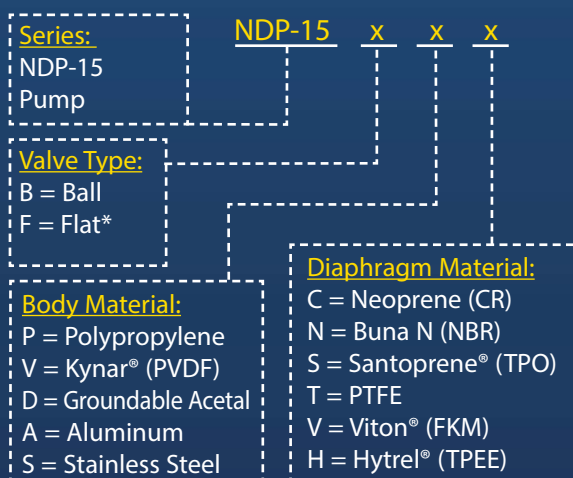 NDP-15 x x x
Series:
NDP-15
Pump
Valve Type:
B = Ball
F = Flat*
Body Material:
P = Polypropylene
V = Kynar® (PVDF)
D = Groundable Acetal
A = Aluminum
S = Stainless Steel
Diaphragm Material:
C = Neoprene (CR)
N = Buna N (NBR)
S = Santoprene® (TPO)
T = PTFE
V = Viton® (FKM)
H = Hytrel® (TPEE)